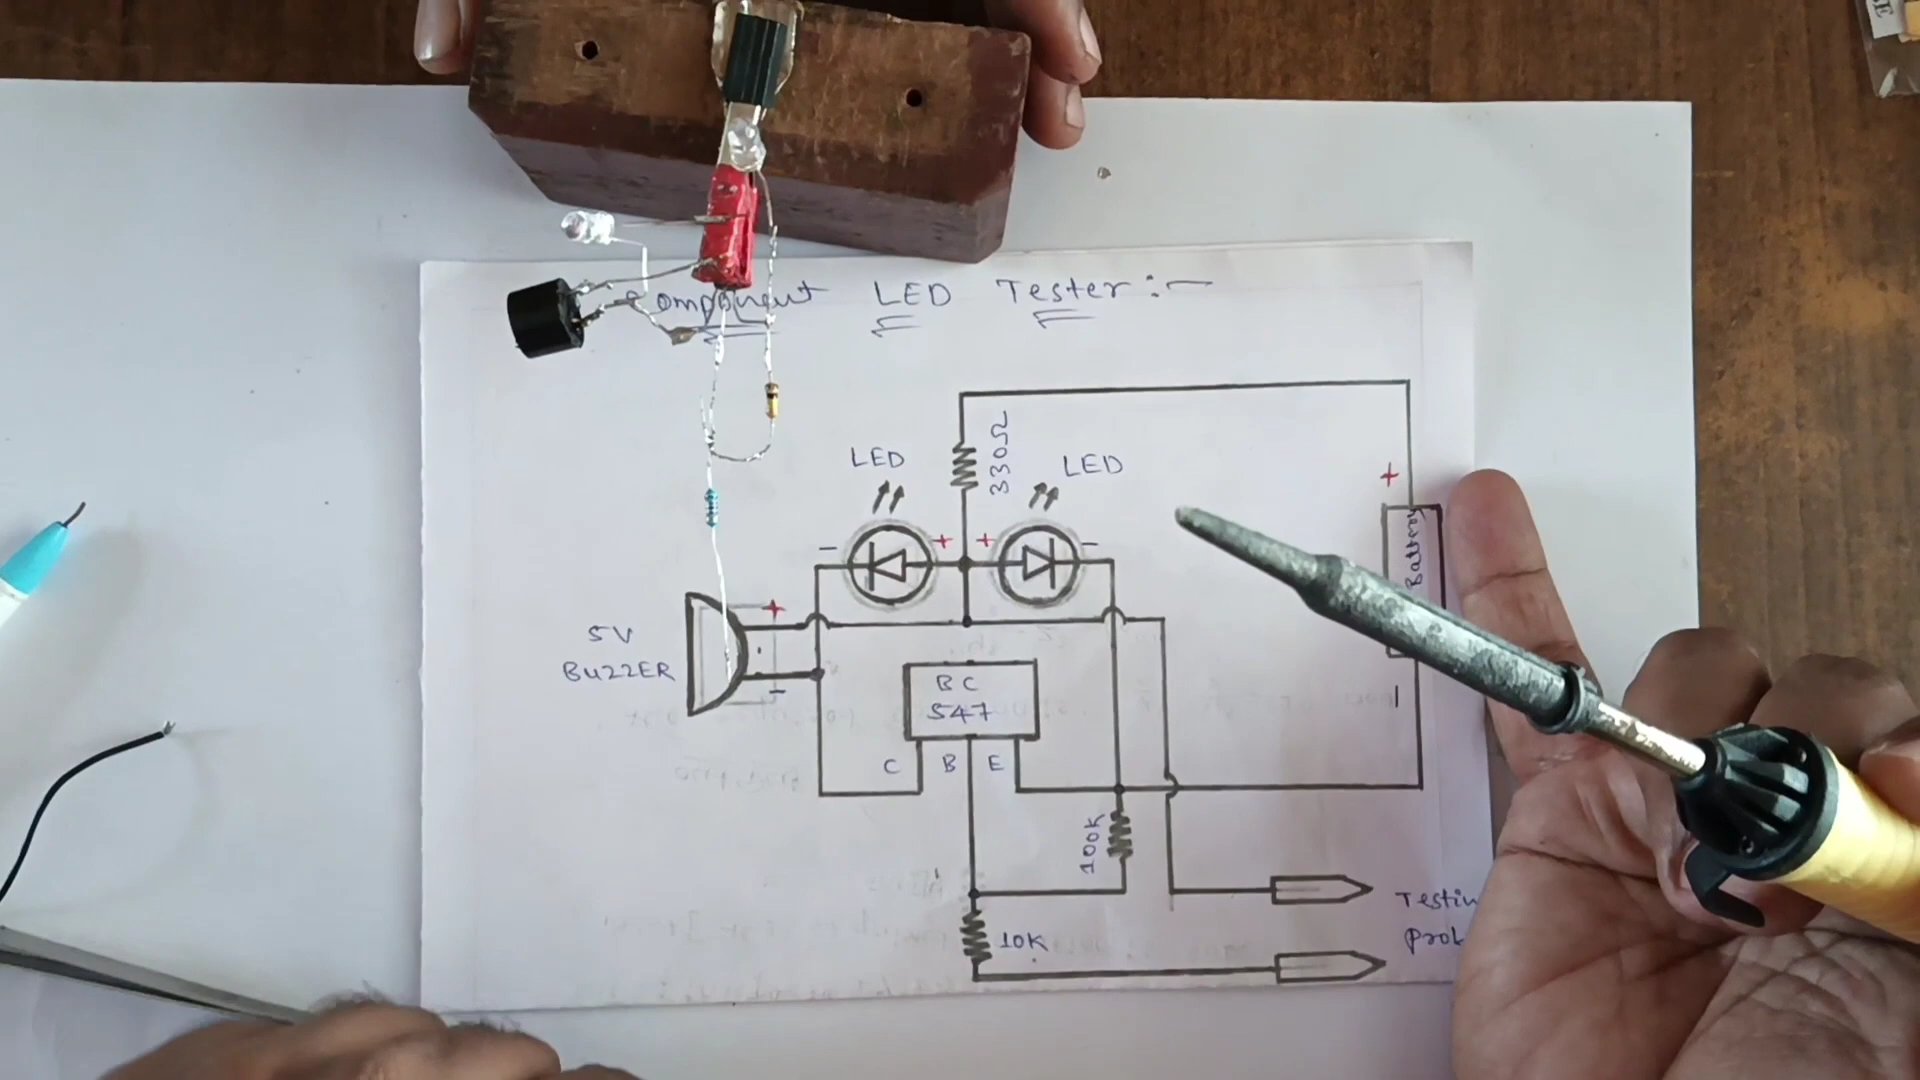 Component LED Tester :-
330Ω
LED
LED
+
- + + -
Battery
5V
BUZZER
+
-
-
BC
547
C B E
100K
10K
Testin
Prob